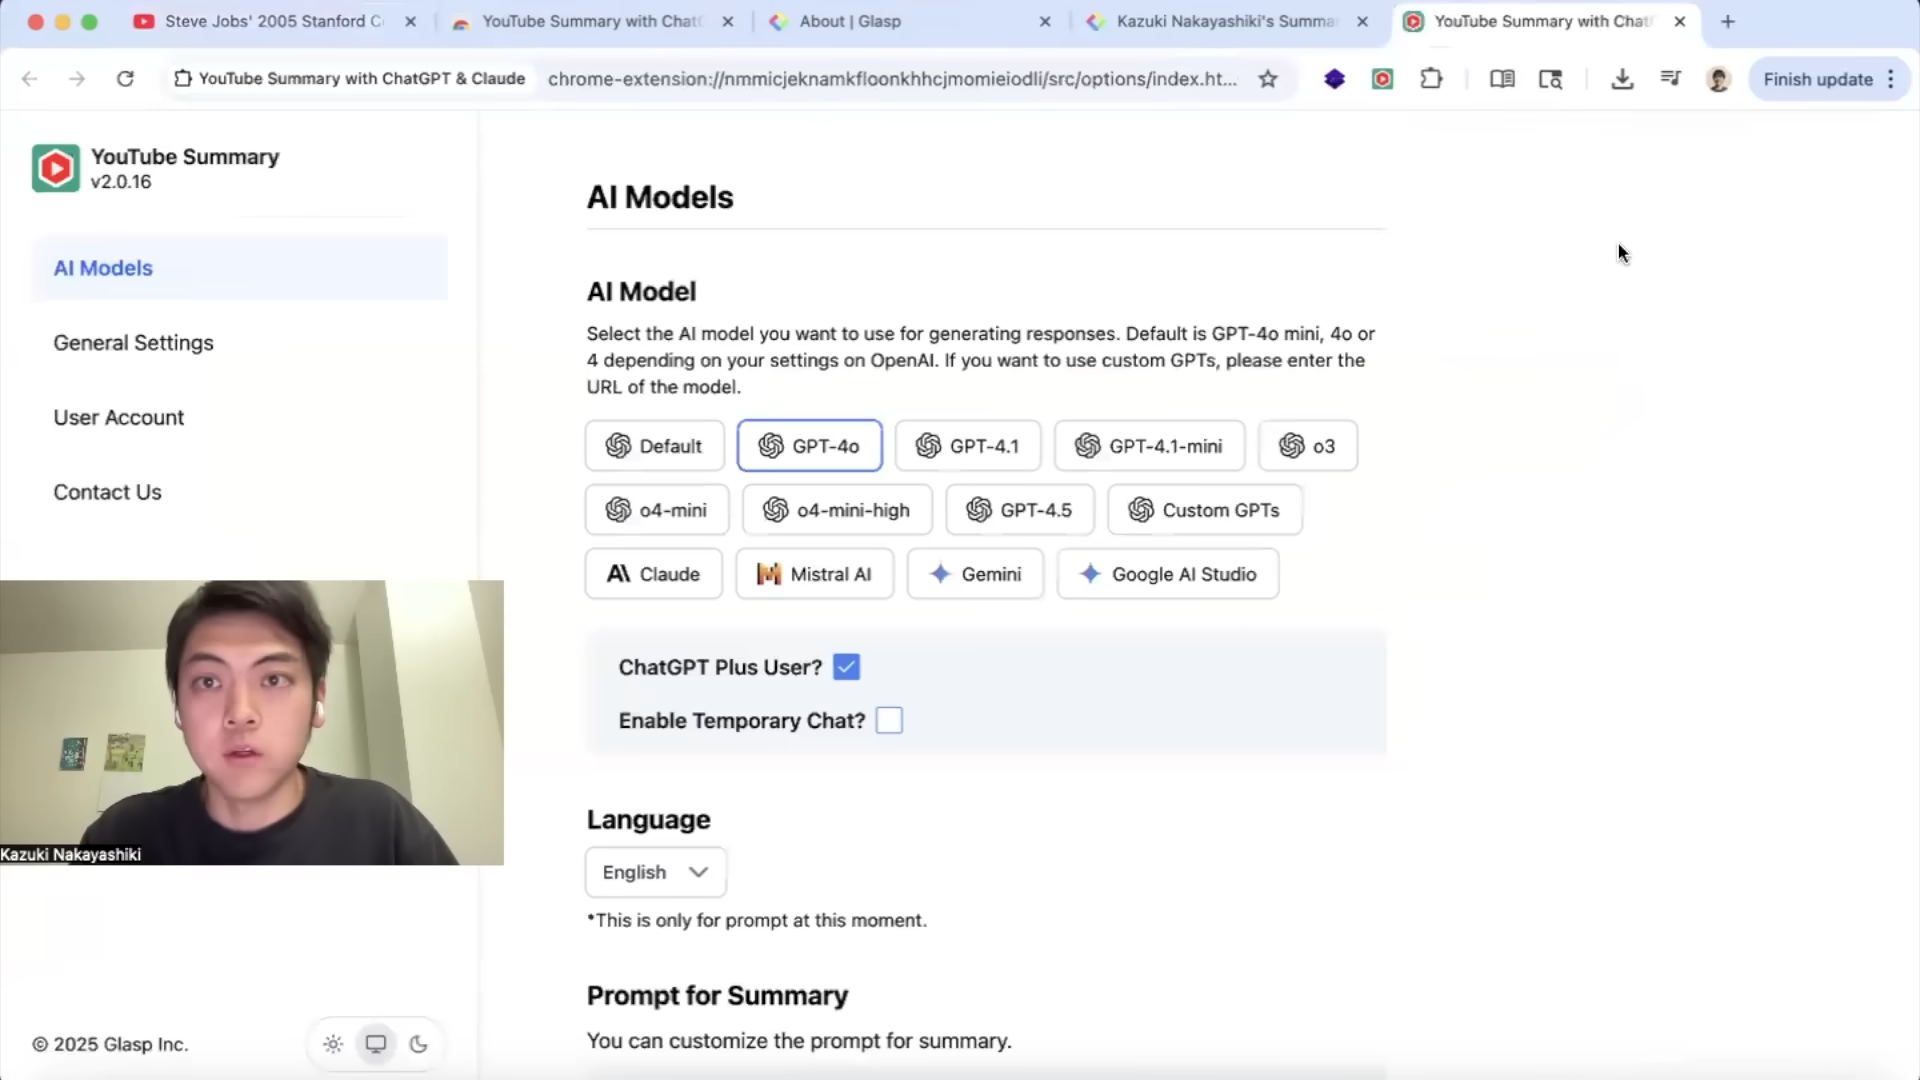 Steve Jobs' 2005 Stanford C
YouTube Summary with Chat
About | Glasp
Kazuki Nakayashiki's Summa
YouTube Summary with Chat
YouTube Summary with ChatGPT & Claude
chrome-extension://nmmicjeknamkfloonkhhcjmomieiodli/src/options/index.ht...
Finish update
YouTube Summary
v2.0.16
AI Models
General Settings
User Account
Contact Us
Kazuki Nakayashiki
© 2025 Glasp Inc.
AI Models
AI Model
Select the AI model you want to use for generating responses. Default is GPT-4o mini, 4o or
4 depending on your settings on OpenAI. If you want to use custom GPTs, please enter the
URL of the model.
Default
GPT-4o
GPT-4.1
GPT-4.1-mini
o3
o4-mini
o4-mini-high
GPT-4.5
Custom GPTs
Claude
Mistral AI
Gemini
Google AI Studio
ChatGPT Plus User?
Enable Temporary Chat?
Language
English
*This is only for prompt at this moment.
Prompt for Summary
You can customize the prompt for summary.